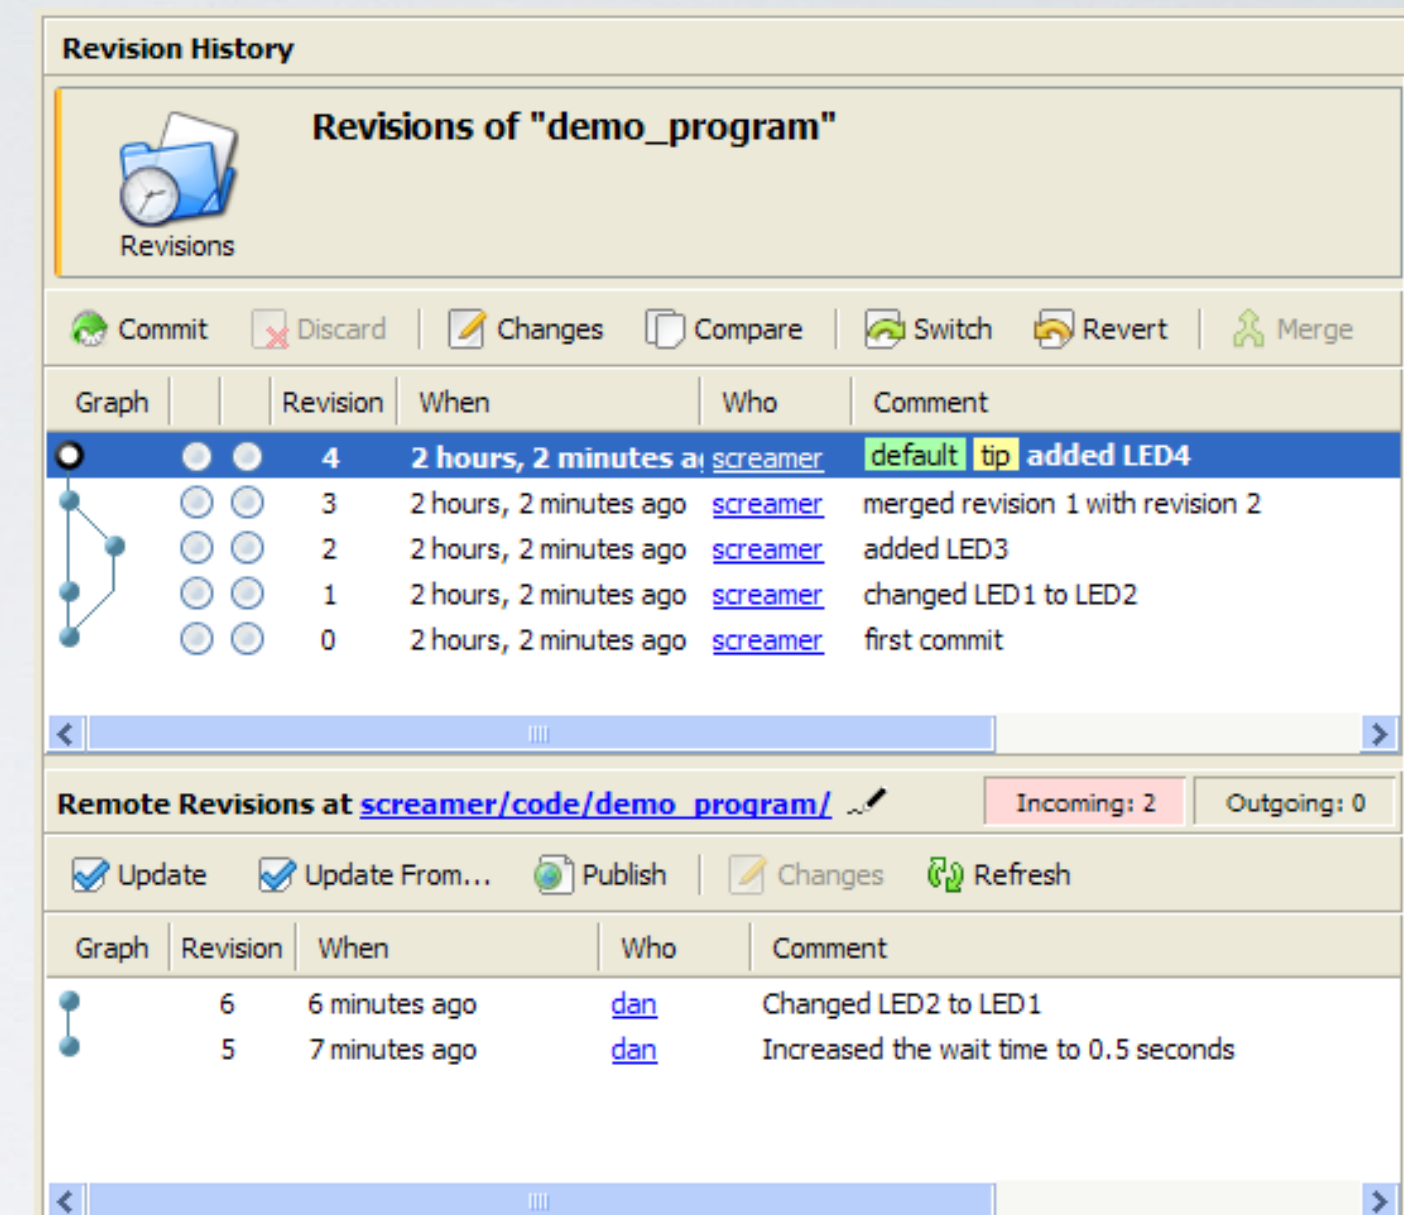 Revision History
Revisions of "demo_program"
Revisions
Commit Discard Changes Compare Switch Revert Merge
Graph Revision When Who Comment
4 2 hours, 2 minutes a screamer default tip added LED4
3 2 hours, 2 minutes ago screamer merged revision 1 with revision 2
2 2 hours, 2 minutes ago screamer added LED3
1 2 hours, 2 minutes ago screamer changed LED1 to LED2
0 2 hours, 2 minutes ago screamer first commit
Remote Revisions at screamer/code/demo_program/ Incoming: 2 Outgoing: 0
Update Update From... Publish Changes Refresh
Graph Revision When Who Comment
6 6 minutes ago dan Changed LED2 to LED1
5 7 minutes ago dan Increased the wait time to 0.5 seconds